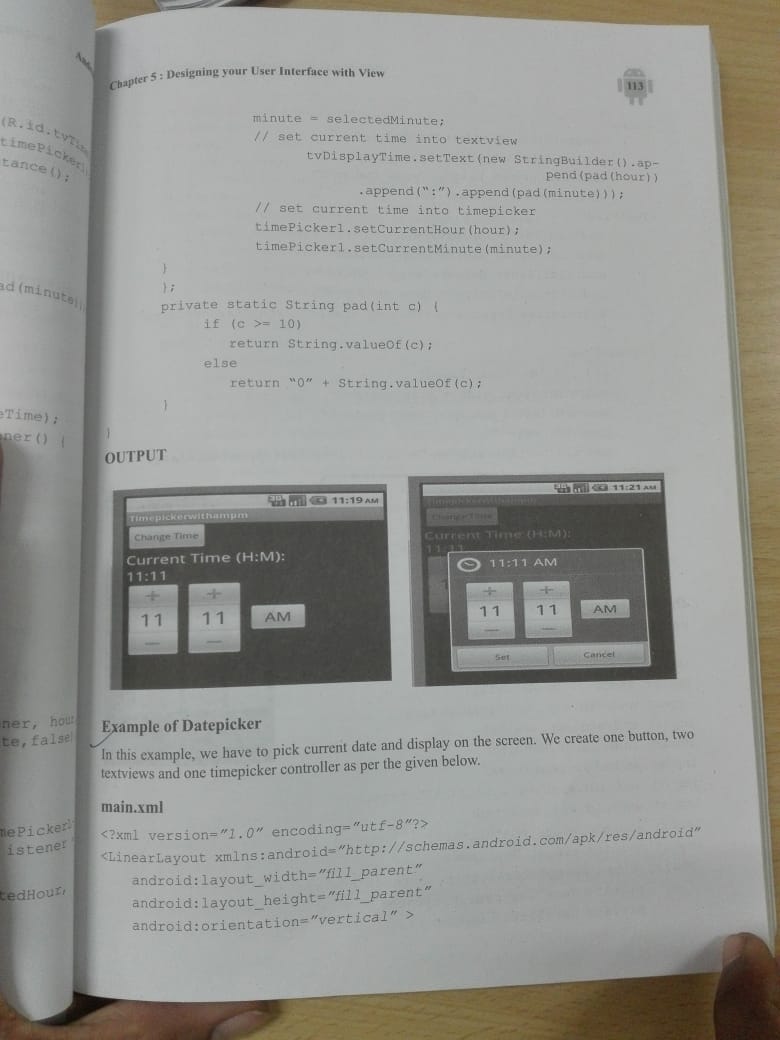 Chapter 5 : Designing your User Interface with View
113
minute = selectedMinute;
// set current time into textview
tvDisplayTime.setText(new StringBuilder().ap-
pend(pad(hour))
.append(“:”).append(pad(minute)));
// set current time into timepicker
timePicker1.setCurrentHour(hour);
timePicker1.setCurrentMinute(minute);
}
};
private static String pad(int c) {
if (c >= 10)
return String.valueOf(c);
else
return “0” + String.valueOf(c);
}
}
OUTPUT
11:19 AM
Timepickerwithampm
Change Time
Current Time (H:M):
11:11
+ +
11 11 AM
11:21 AM
Timepickerwithampm
Change Time
Current Time (H:M):
11:11
11:11 AM
+ +
11 11 AM
Set Cancel
Example of Datepicker
In this example, we have to pick current date and display on the screen. We create one button, two
textviews and one timepicker controller as per the given below.
main.xml
<?xml version=”1.0” encoding=”utf-8”?>
<LinearLayout xmlns:android=”http://schemas.android.com/apk/res/android”
android:layout_width=”fill_parent”
android:layout_height=”fill_parent”
android:orientation=”vertical” >
(R.id.tvTime
timePicker1
tance();
ad(minute)
eTime);
ner() {
ner, hour
te,false
mePicker1
istener
tedHour,